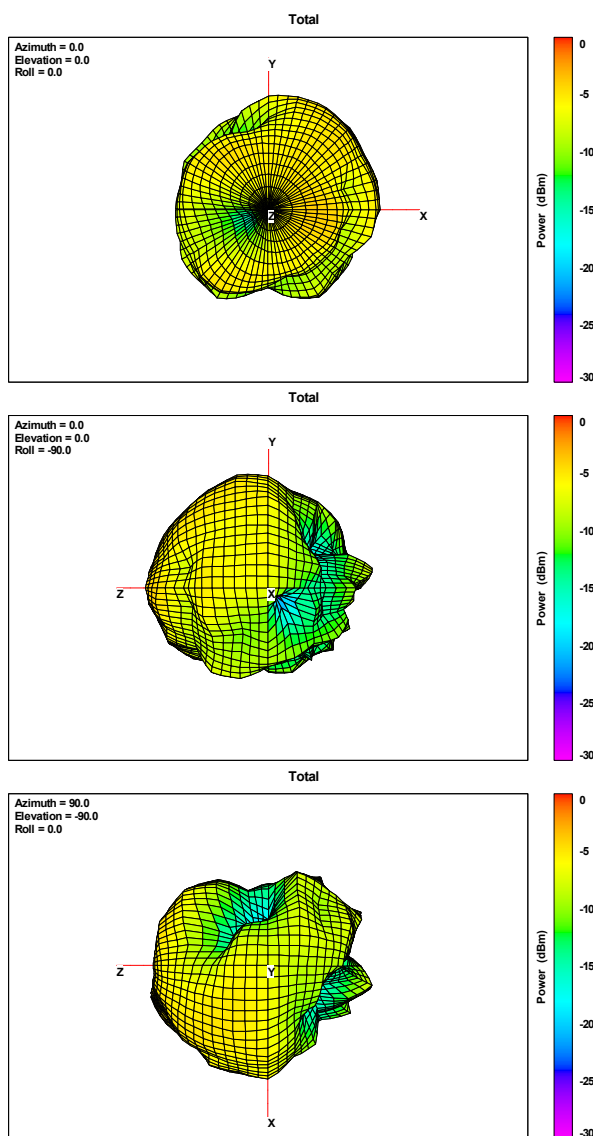 Total
Azimuth = 0.0
Elevation = 0.0
Roll = 0.0
Y
Z
X
0
-5
-10
-15
-20
-25
-30
Power (dBm)
Total
Azimuth = 0.0
Elevation = 0.0
Roll = -90.0
Y
Z
X
0
-5
-10
-15
-20
-25
-30
Power (dBm)
Total
Azimuth = 90.0
Elevation = -90.0
Roll = 0.0
Z
Y
X
0
-5
-10
-15
-20
-25
-30
Power (dBm)